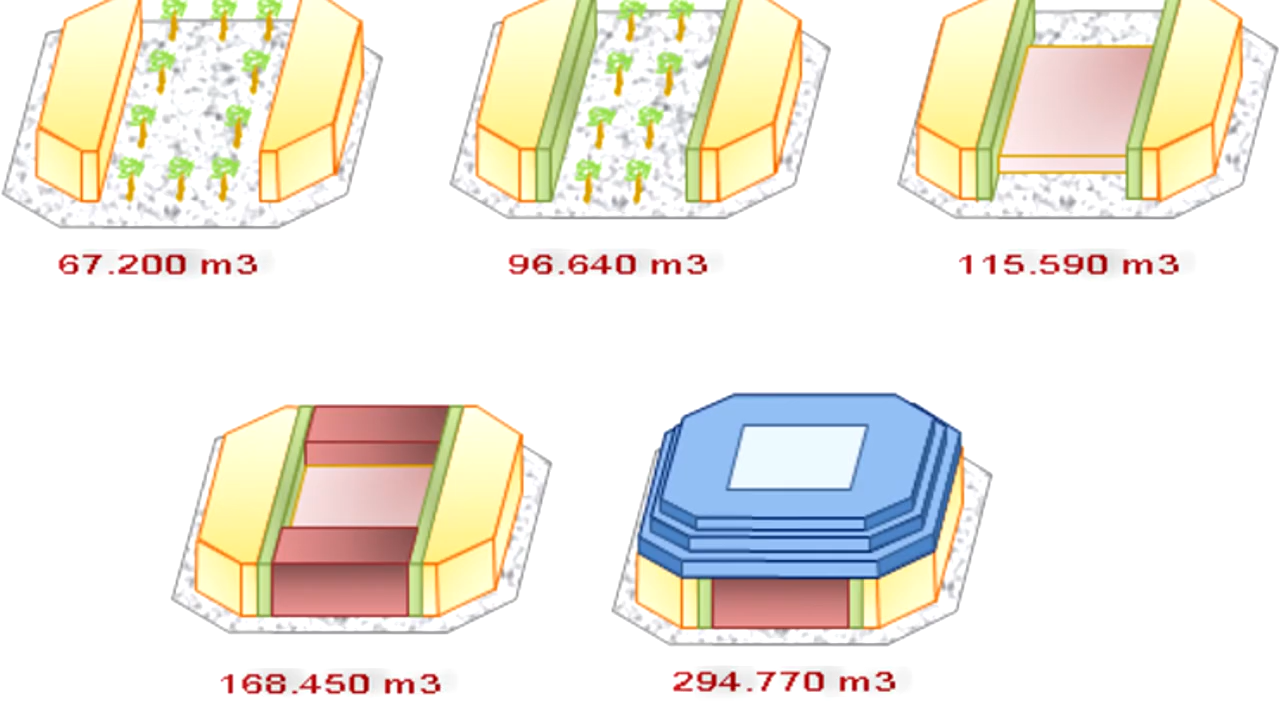 67.200 m3
96.640 m3
115.590 m3
168.450 m3
294.770 m3